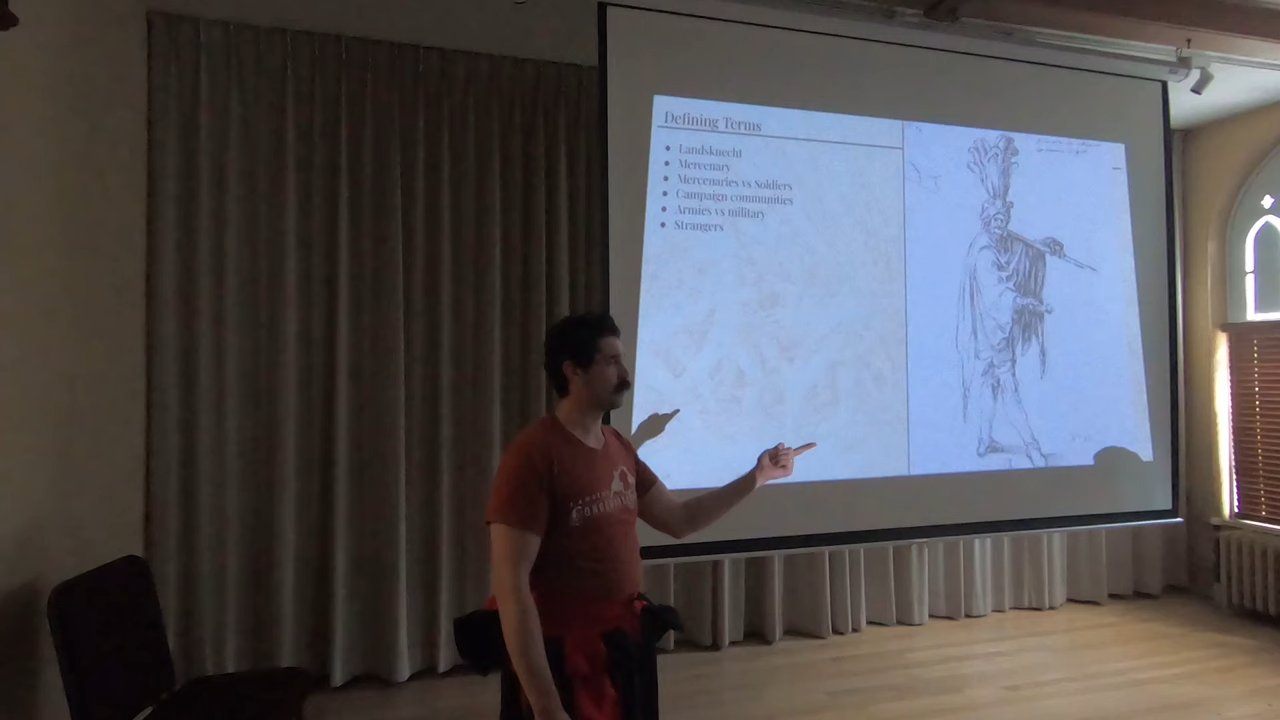 Defining Terms
Landsknecht
Mercenary
Mercenaries vs Soldiers
Campaign communities
Armies vs military
Strangers